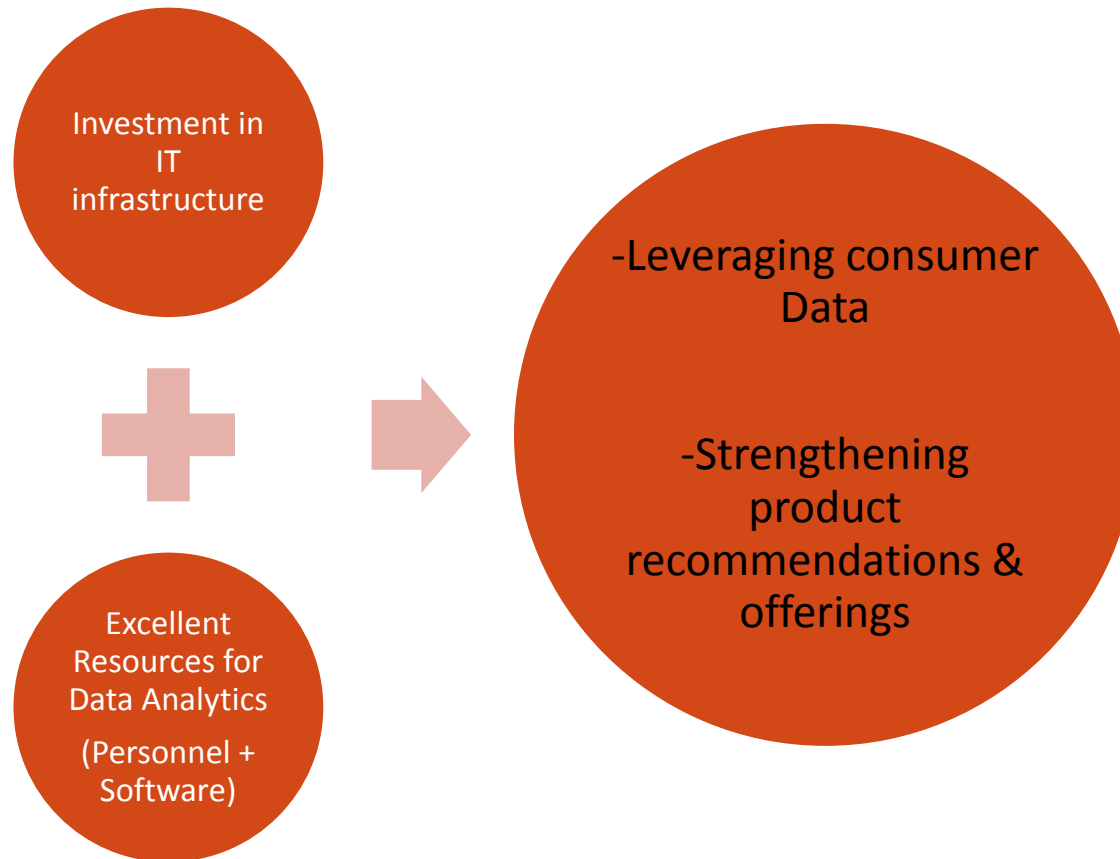 Investment in
IT
infrastructure
Excellent
Resources for
Data Analytics
(Personnel +
Software)
-Leveraging consumer
Data
-Strengthening
product
recommendations &
offerings